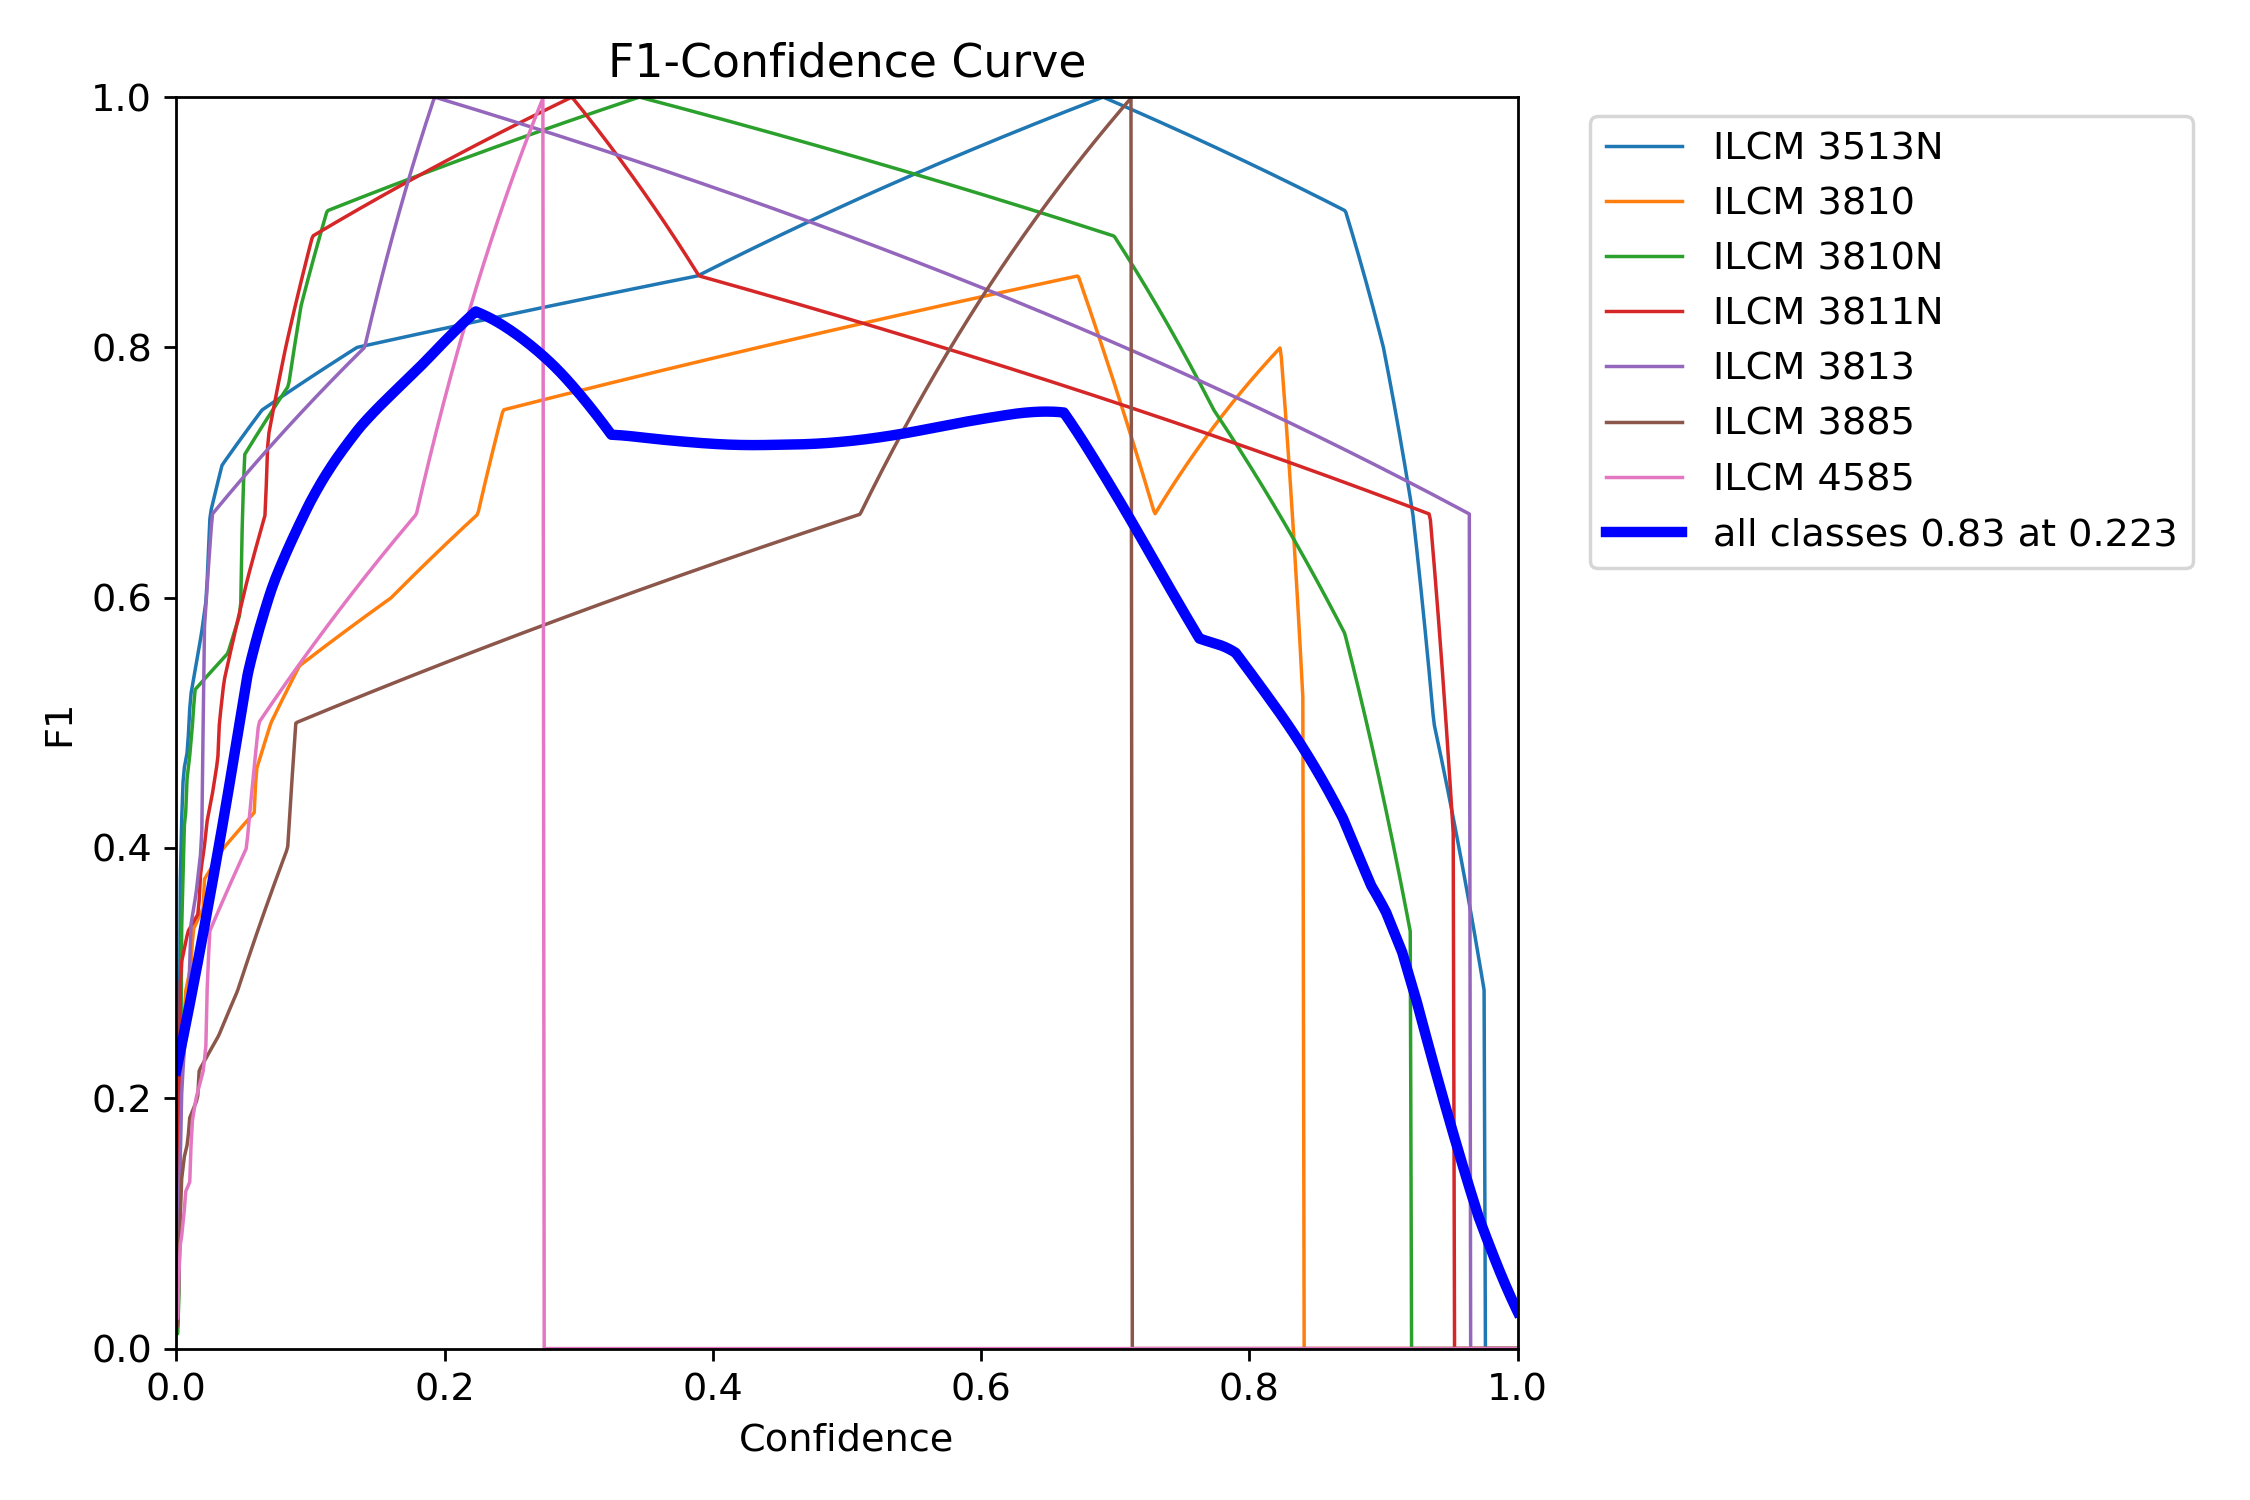 F1-Confidence Curve
1.0
0.8
0.6
0.4
0.2
0.0
F1
0.0 0.2 0.4 0.6 0.8 1.0
Confidence
ILCM 3513N
ILCM 3810
ILCM 3810N
ILCM 3811N
ILCM 3813
ILCM 3885
ILCM 4585
all classes 0.83 at 0.223